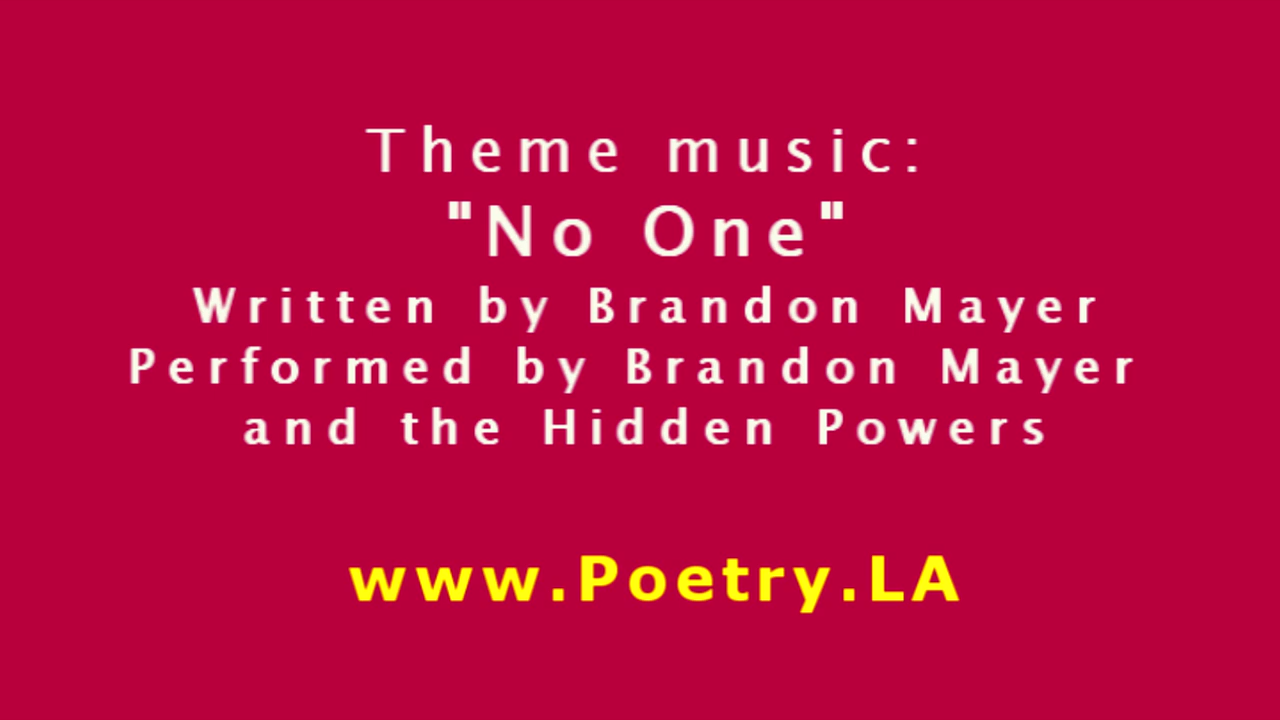 Theme music:
"No One"
Written by Brandon Mayer
Performed by Brandon Mayer
and the Hidden Powers
www.Poetry.LA